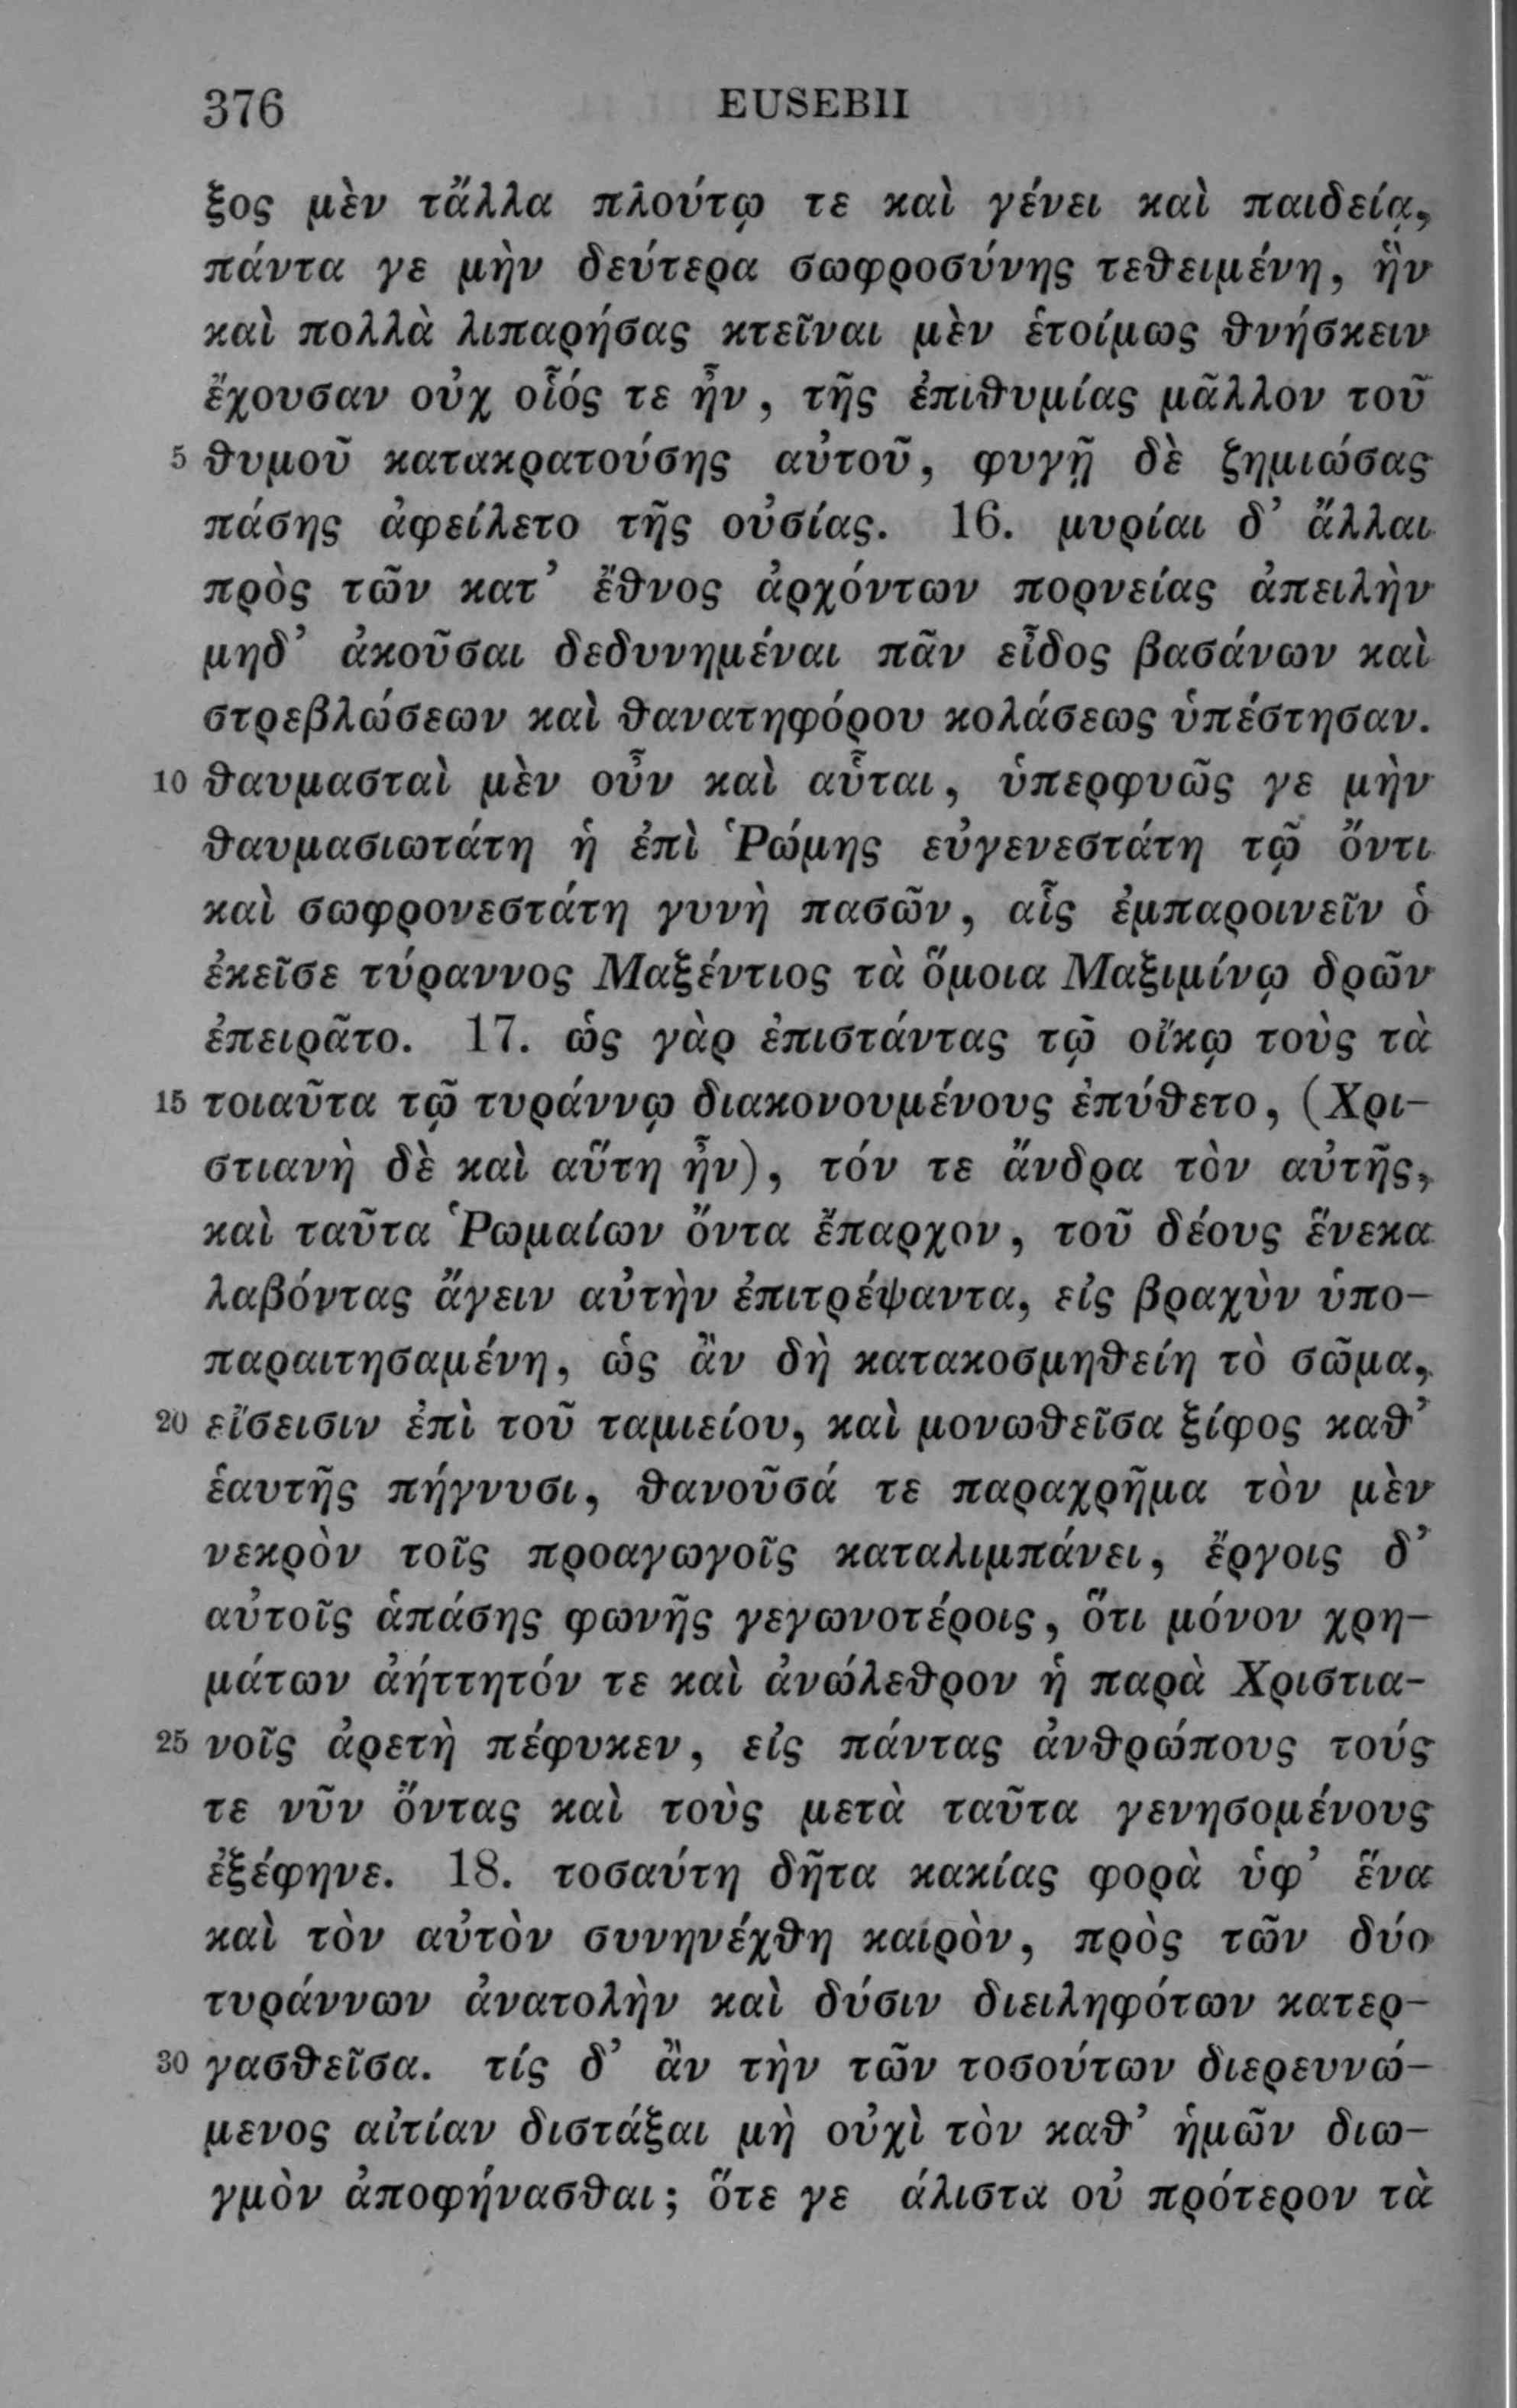 376 EUSEBII
ξος μὲν τἄλλα πλούτῳ τε καὶ γένει καὶ παιδείᾳ,
πάντα γε μὴν δεύτερα σωφροσύνης τεθειμένη, ἣν
καὶ πολλὰ λιπαρήσας κτεῖναι μὲν ἑτοίμως θνήσκειν
ἔχουσαν οὐχ οἷός τε ἦν, τῆς ἐπιθυμίας μᾶλλον τοῦ
5 θυμοῦ κατακρατούσης αὐτοῦ, φυγῇ δὲ ζημιώσας
πάσης ἀφείλετο τῆς οὐσίας. 16. μυρίαι δ’ ἄλλαι
πρὸς τῶν κατ’ ἔθνος ἀρχόντων πορνείας ἀπειλὴν
μηδ’ ἀκοῦσαι δεδυνημέναι πᾶν εἶδος βασάνων καὶ
στρεβλώσεων καὶ θανατηφόρου κολάσεως ὑπέστησαν.
10 θαυμασταὶ μὲν οὖν καὶ αὗται, ὑπερφυῶς γε μὴν
θαυμασιωτάτη ἡ ἐπὶ Ῥώμης εὐγενεστάτη τῷ ὄντι
καὶ σωφρονεστάτη γυνὴ πασῶν, αἷς ἐμπαροινεῖν ὁ
ἐκεῖσε τύραννος Μαξέντιος τὰ ὅμοια Μαξιμίνῳ δρῶν
ἐπειρᾶτο. 17. ὡς γὰρ ἐπιστάντας τῷ οἴκῳ τοὺς τὰ
15 τοιαῦτα τῷ τυράννῳ διακονουμένους ἐπύθετο, (Χρι-
στιανὴ δὲ καὶ αὕτη ἦν), τόν τε ἄνδρα τὸν αὐτῆς,
καὶ ταῦτα Ῥωμαίων ὄντα ἔπαρχον, τοῦ δέους ἕνεκα
λαβόντας ἄγειν αὐτὴν ἐπιτρέψαντα, εἰς βραχὺν ὑπο-
παραιτησαμένη, ὡς ἂν δὴ κατακοσμηθείη τὸ σῶμα,
20 εἴσεισιν ἐπὶ τοῦ ταμιείου, καὶ μονωθεῖσα ξίφος καθ’
ἑαυτῆς πήγνυσι, θανοῦσά τε παραχρῆμα τὸν μὲν
νεκρὸν τοῖς προαγωγοῖς καταλιμπάνει, ἔργοις δ’
αὐτοῖς ἁπάσης φωνῆς γεγωνοτέροις, ὅτι μόνον χρη-
μάτων ἀήττητόν τε καὶ ἀνώλεθρον ἡ παρὰ Χριστια-
25 νοῖς ἀρετὴ πέφυκεν, εἰς πάντας ἀνθρώπους τούς
τε νῦν ὄντας καὶ τοὺς μετὰ ταῦτα γενησομένους
ἐξέφηνε. 18. τοσαύτη δῆτα κακίας φορὰ ὑφ’ ἕνα
καὶ τὸν αὐτὸν συνηνέχθη καιρὸν, πρὸς τῶν δύο
τυράννων ἀνατολὴν καὶ δύσιν διειληφότων κατερ-
30 γασθεῖσα. τίς δ’ ἂν τὴν τῶν τοσούτων διερευνώ-
μενος αἰτίαν διστάξαι μὴ οὐχὶ τὸν καθ’ ἡμῶν διω-
γμὸν ἀποφήνασθαι; ὅτε γε άλιστα οὐ πρότερον τὰ